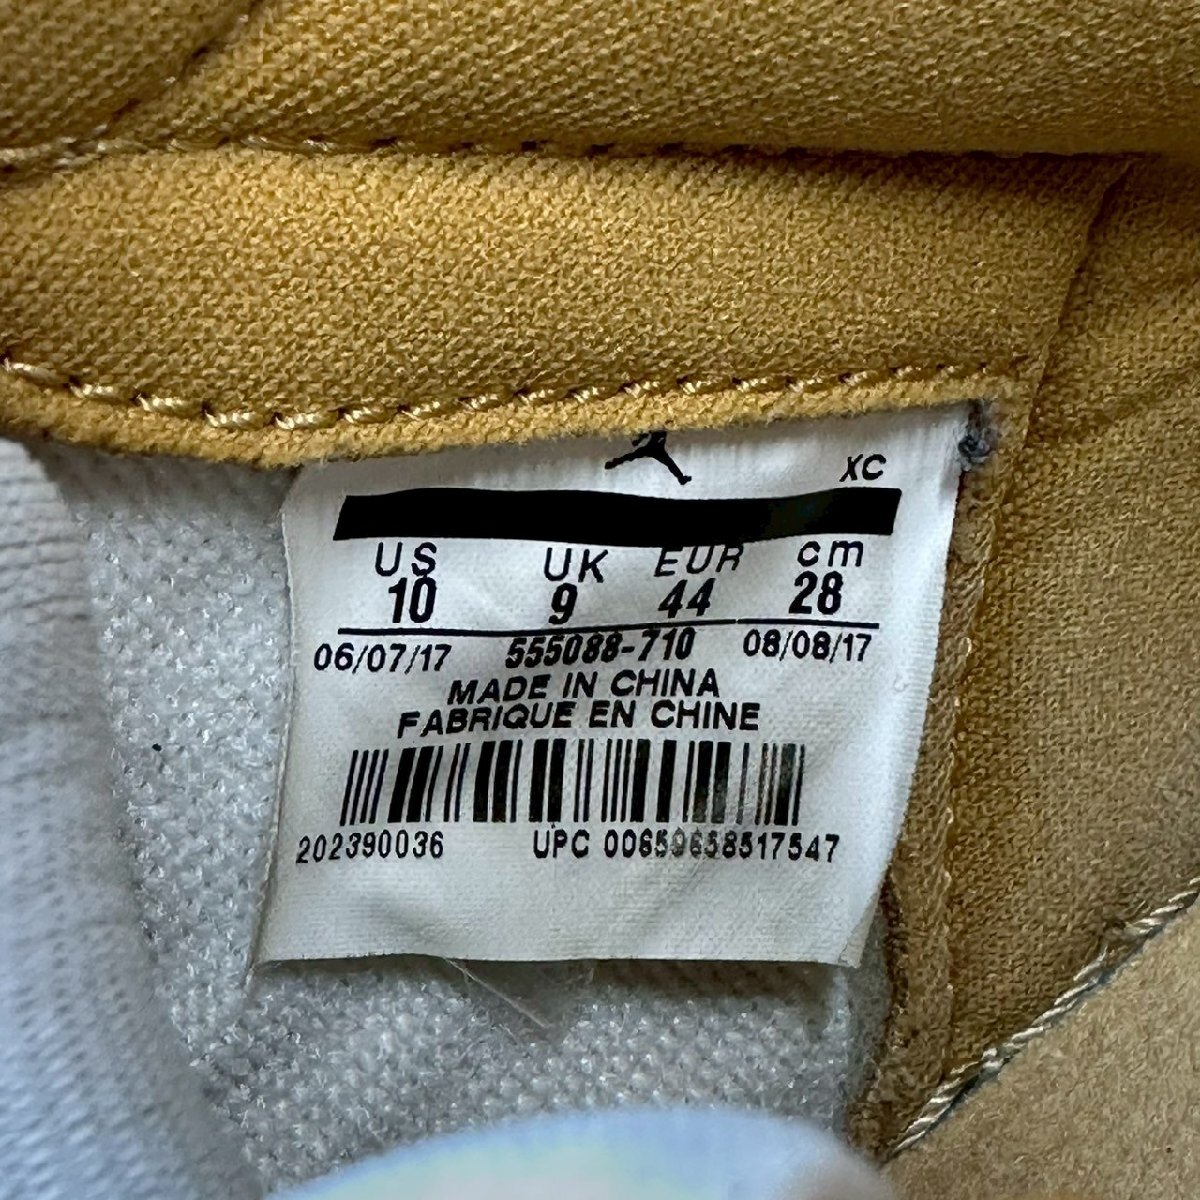 XC
US UK EUR cm
10 9 44 28
06/07/17 555088-710 08/08/17
MADE IN CHINA
FABRIQUE EN CHINE
202390036 UPC 00659658517547